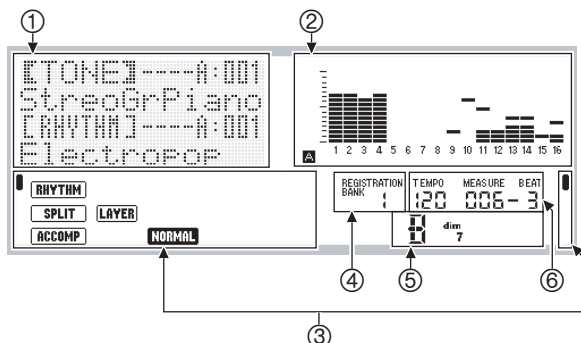 ① ②
【TONE】----A:001
StreoGrPiano
[RHYTHM]----A:001
Electropop
A 1 2 3 4 5 6 7 8 9 10 11 12 13 14 15 16
RHYTHM
SPLIT LAYER
ACCOMP NORMAL
REGISTRATION BANK 1
TEMPO MEASURE BEAT
120 006-3
dim
7
④ ⑤ ⑥
③